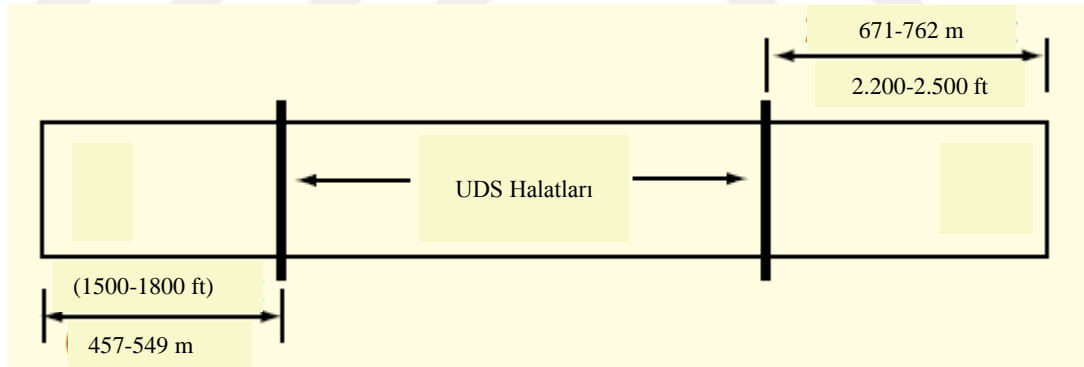 671-762 m
2.200-2.500 ft
UDS Halatları
(1500-1800 ft)
457-549 m